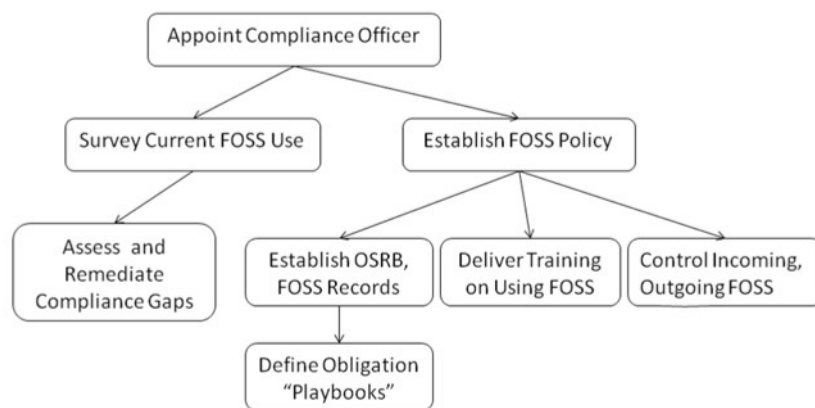 Appoint Compliance Officer
Survey Current FOSS Use
Establish FOSS Policy
Assess and
Remediate
Compliance Gaps
Establish OSRB,
FOSS Records
Deliver Training
on Using FOSS
Control Incoming,
Outgoing FOSS
Define Obligation
“Playbooks”